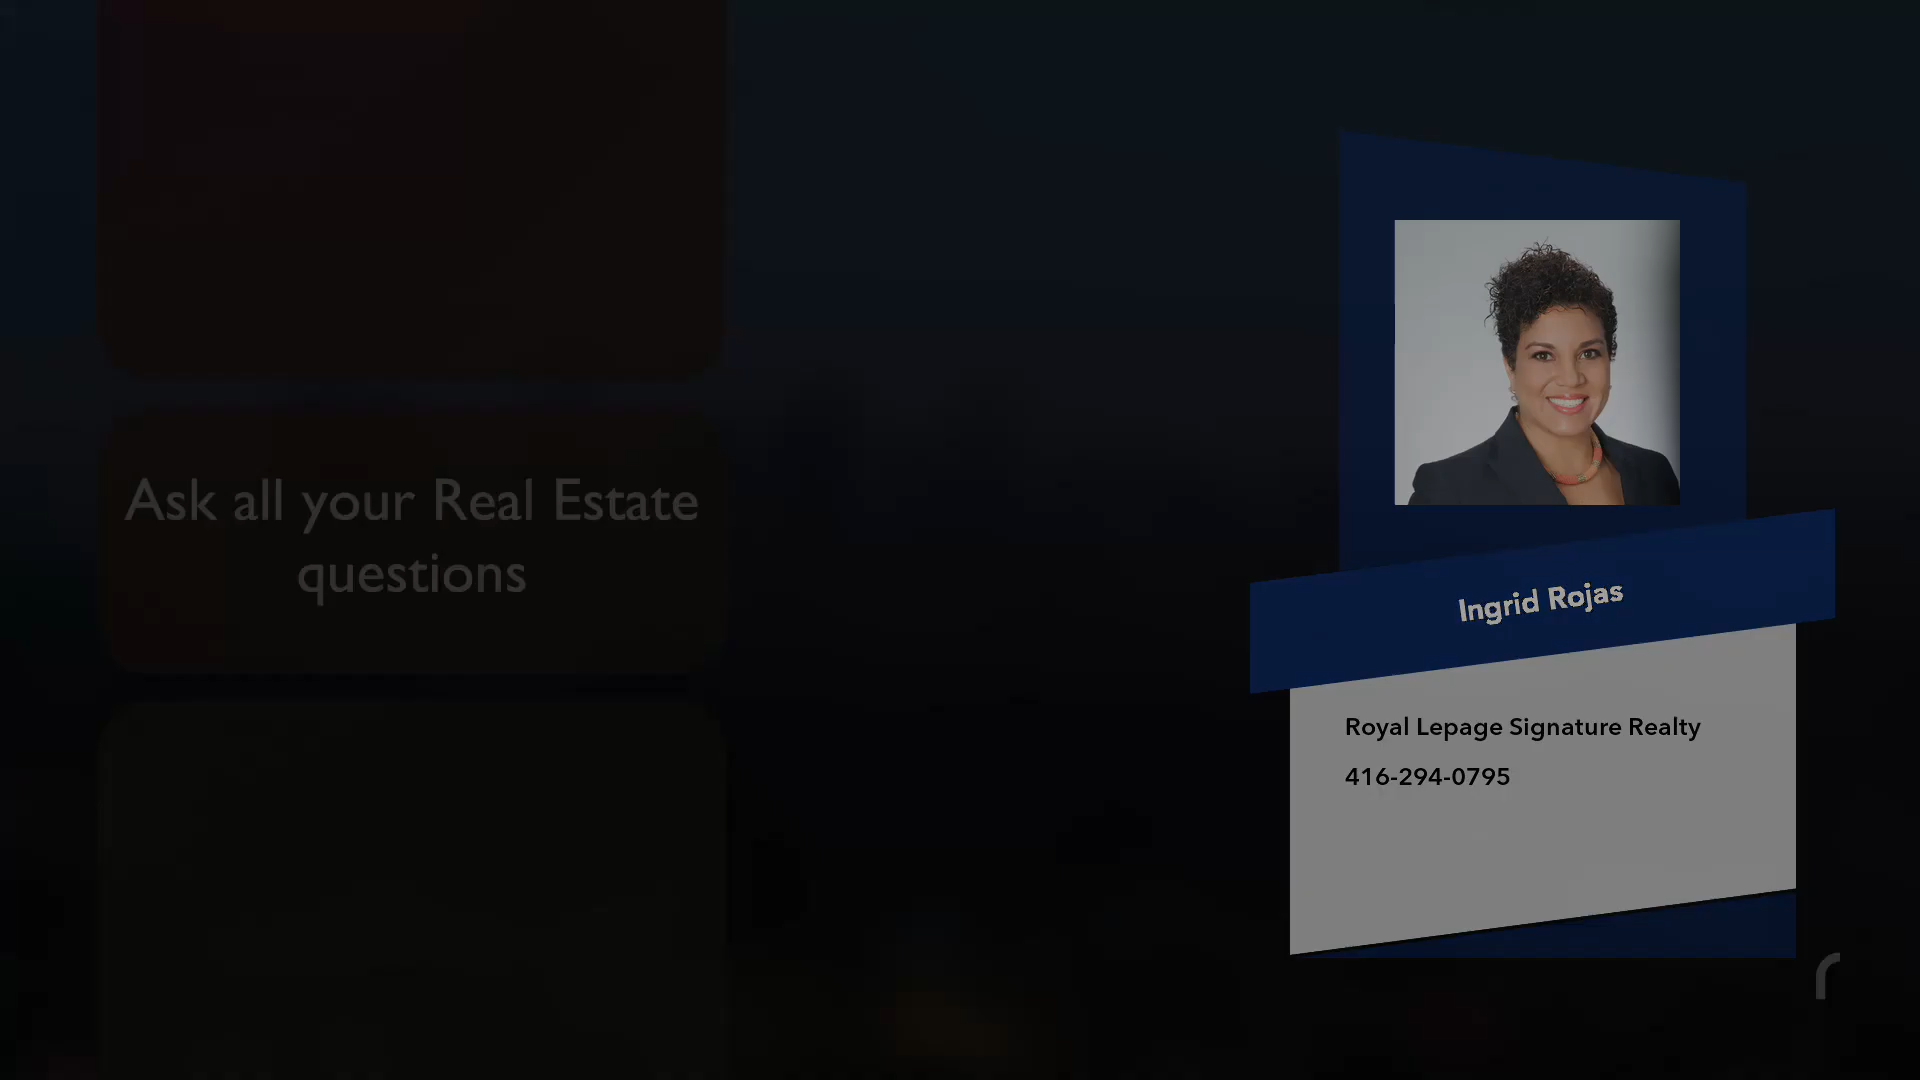 Ask all your Real Estate
questions
Ingrid Rojas
Royal Lepage Signature Realty
416-294-0795